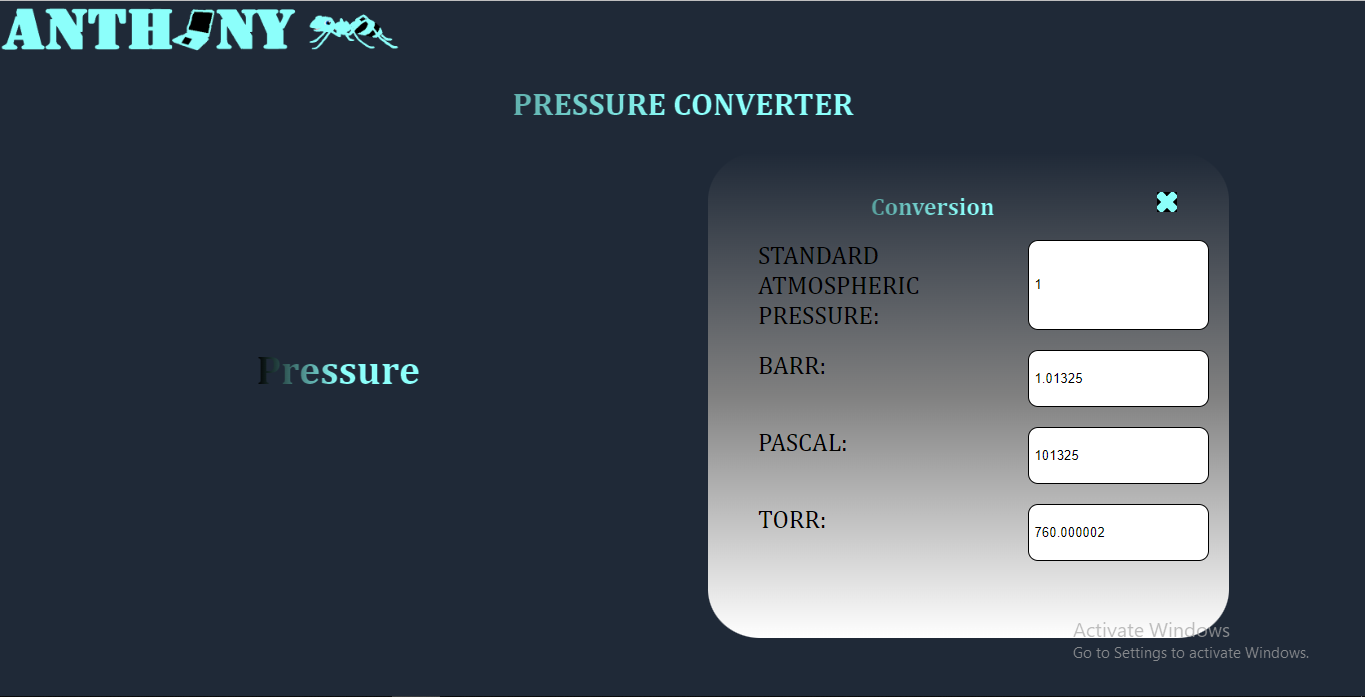 ANTHONY
PRESSURE CONVERTER
Pressure
Conversion
STANDARD
ATMOSPHERIC
PRESSURE:
1
BARR:
1.01325
PASCAL:
101325
TORR:
760.000002
Activate Windows
Go to Settings to activate Windows.